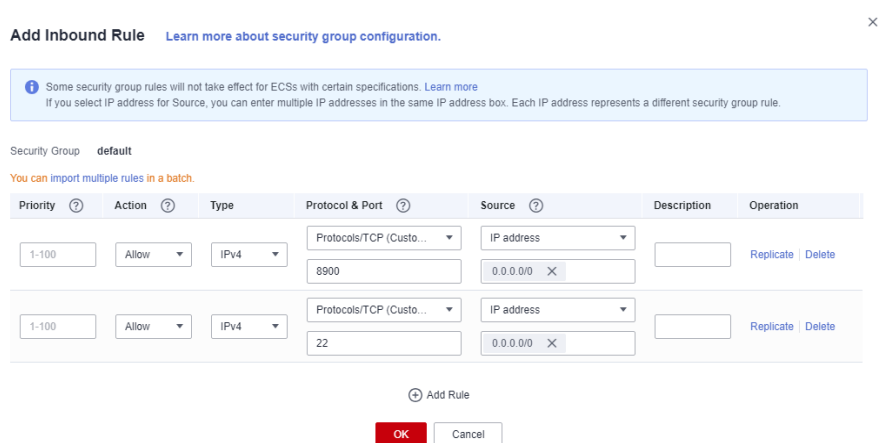 Add Inbound Rule Learn more about security group configuration.
Some security group rules will not take effect for ECSs with certain specifications. Learn more
If you select IP address for Source, you can enter multiple IP addresses in the same IP address box. Each IP address represents a different security group rule.
Security Group default
You can import multiple rules in a batch.
Priority ? Action ? Type Protocol & Port ? Source ? Description Operation
Protocols/TCP (Custo... IP address
1-100 Allow IPv4 Replicate Delete
8900 0.0.0.0/0
Protocols/TCP (Custo... IP address
1-100 Allow IPv4 Replicate Delete
22 0.0.0.0/0
Add Rule
OK Cancel